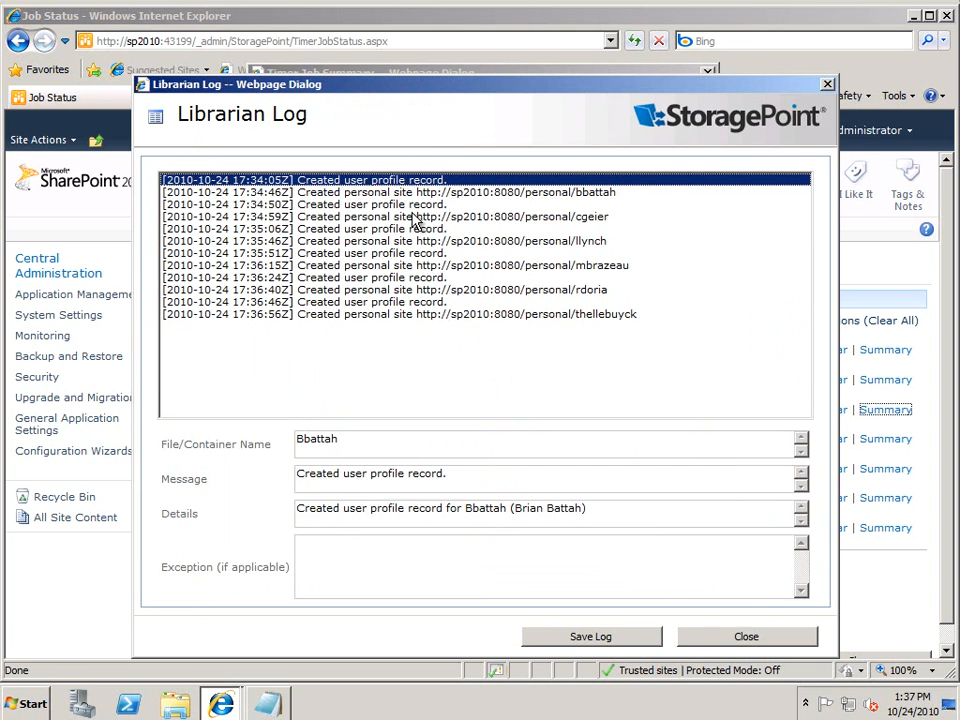 Job Status - Windows Internet Explorer
http://sp2010:43199/_admin/StoragePoint/TimerJobStatus.aspx
Bing
Favorites
Suggested Sites
Job Status
Tools
Librarian Log -- Webpage Dialog
Librarian Log
StoragePoint®
Site Actions
dministrator
Microsoft
SharePoint 20
I Like It
Tags & Notes
[2010-10-24 17:34:05Z] Created user profile record.
[2010-10-24 17:34:46Z] Created personal site http://sp2010:8080/personal/bbattah
[2010-10-24 17:34:50Z] Created user profile record.
[2010-10-24 17:34:59Z] Created personal site http://sp2010:8080/personal/cgeier
[2010-10-24 17:35:06Z] Created user profile record.
[2010-10-24 17:35:46Z] Created personal site http://sp2010:8080/personal/llynch
[2010-10-24 17:35:51Z] Created user profile record.
[2010-10-24 17:36:15Z] Created personal site http://sp2010:8080/personal/mbrazeau
[2010-10-24 17:36:24Z] Created user profile record.
[2010-10-24 17:36:40Z] Created personal site http://sp2010:8080/personal/rdoria
[2010-10-24 17:36:46Z] Created user profile record.
[2010-10-24 17:36:56Z] Created personal site http://sp2010:8080/personal/thellebuyck
Central
Administration
Application Manageme
System Settings
Monitoring
Backup and Restore
Security
Upgrade and Migration
General Application
Settings
Configuration Wizards
Recycle Bin
All Site Content
ons (Clear All)
ar | Summary
ar | Summary
ar | Summary
ar | Summary
ar | Summary
ar | Summary
ar | Summary
File/Container Name
Bbattah
Message
Created user profile record.
Details
Created user profile record for Bbattah (Brian Battah)
Exception (if applicable)
Save Log
Close
Done
Trusted sites | Protected Mode: Off
100%
Start
1:37 PM
10/24/2010